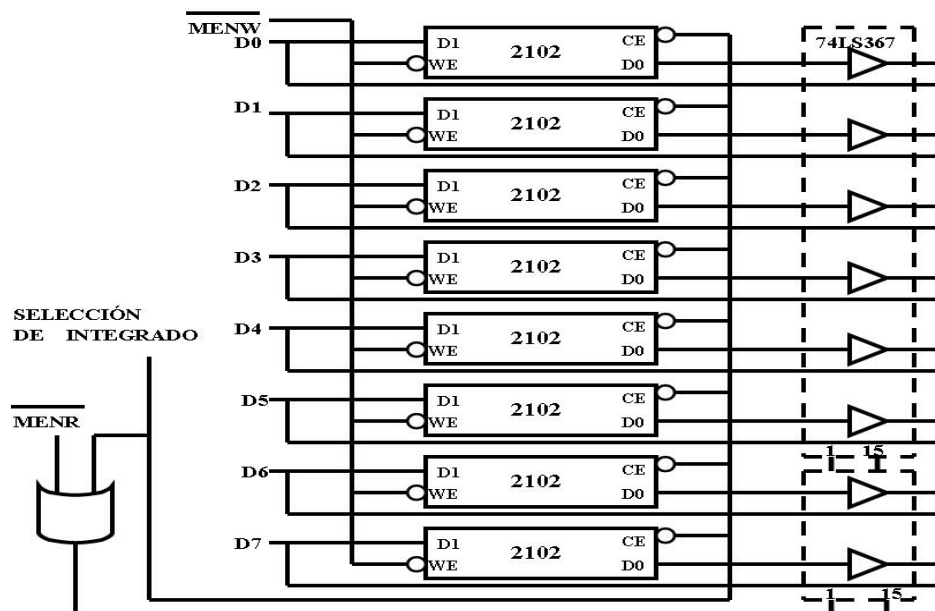 MENW
D0
D1
WE
2102
CE
D0
74LS367
D1
D1
WE
2102
CE
D0
D2
D1
WE
2102
CE
D0
D3
D1
WE
2102
CE
D0
SELECCIÓN
DE INTEGRADO
D4
D1
WE
2102
CE
D0
MENR
D5
D1
WE
2102
CE
D0
1 15
D6
D1
WE
2102
CE
D0
D7
D1
WE
2102
CE
D0
1 15